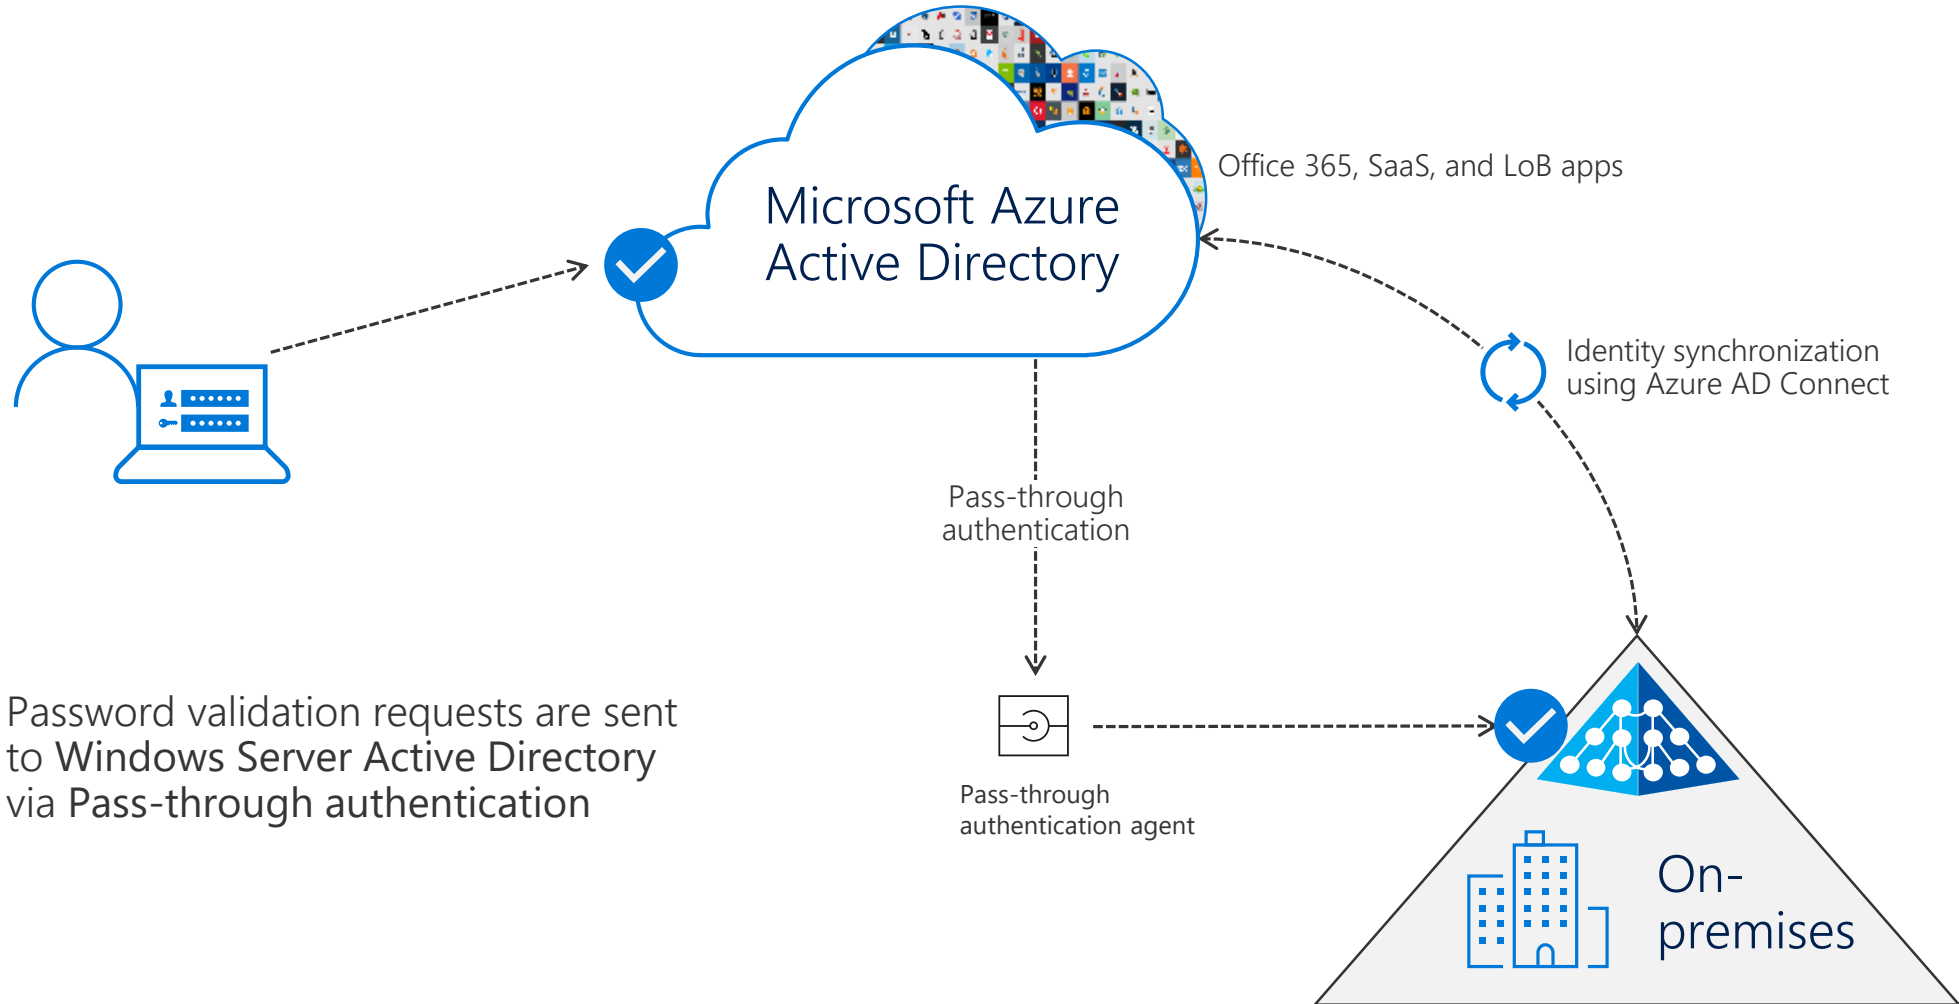 Office 365, SaaS, and LoB apps
Microsoft Azure
Active Directory
Identity synchronization
using Azure AD Connect
Pass-through
authentication
Password validation requests are sent
to Windows Server Active Directory
via Pass-through authentication
Pass-through
authentication agent
On-
premises